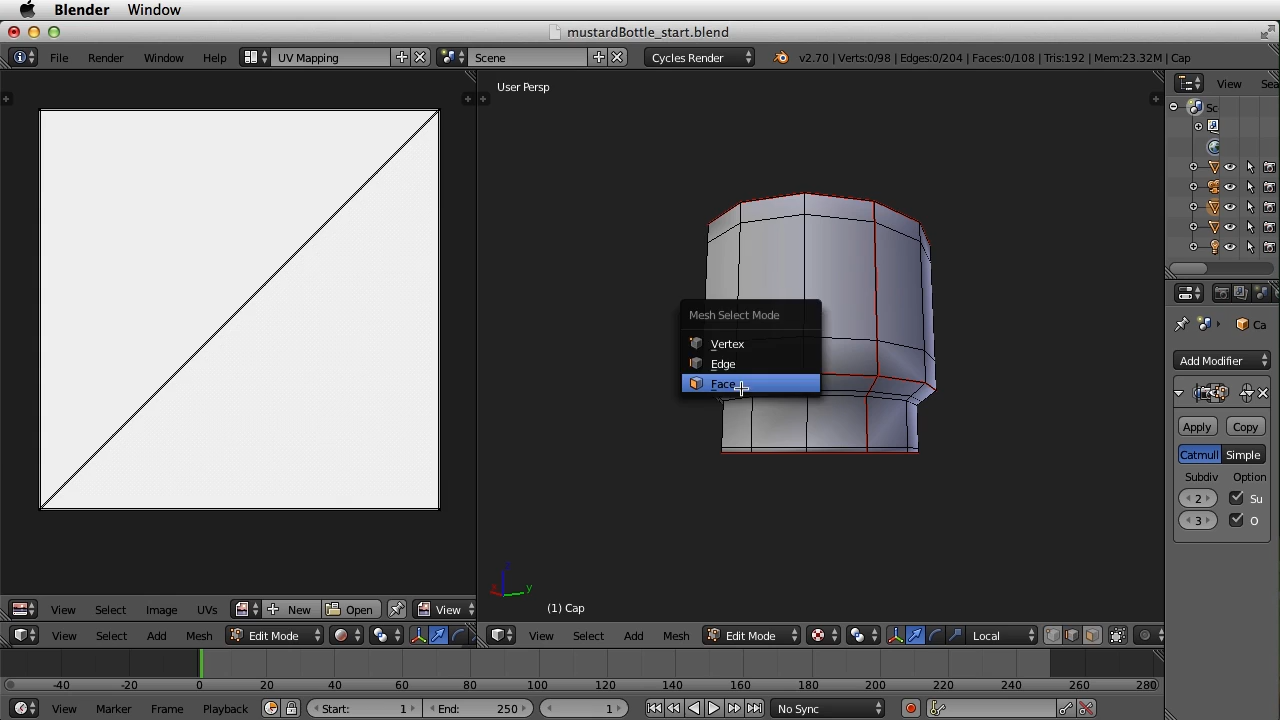 Blender Window
mustardBottle_start.blend
File Render Window Help UV Mapping Scene Cycles Render v2.70 | Verts:0/98 | Edges:0/204 | Faces:0/108 | Tris:192 | Mem:23.32M | Cap
User Persp
View Sea
Sc
Mesh Select Mode
Vertex
Edge
Face
Ca
Add Modifier
Apply Copy
Catmull Simple
Subdiv Option
2 Su
3 O
x y
(1) Cap
View Select Image UVs New Open View
View Select Add Mesh Edit Mode
View Select Add Mesh Edit Mode Local
-40 -20 0 20 40 60 80 100 120 140 160 180 200 220 240 260 280
View Marker Frame Playback Start: 1 End: 250 1 No Sync